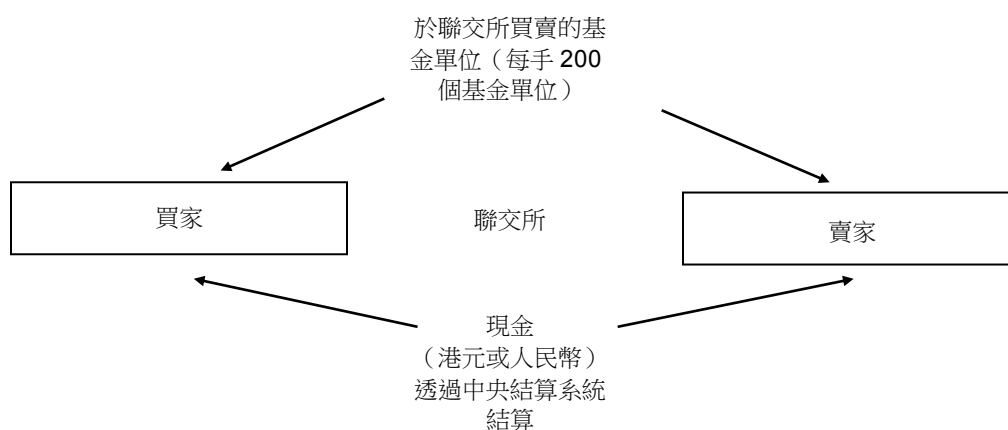 於聯交所買賣的基
金單位（每手 200
個基金單位）
買家
聯交所
賣家
現金
（港元或人民幣）
透過中央結算系統
結算